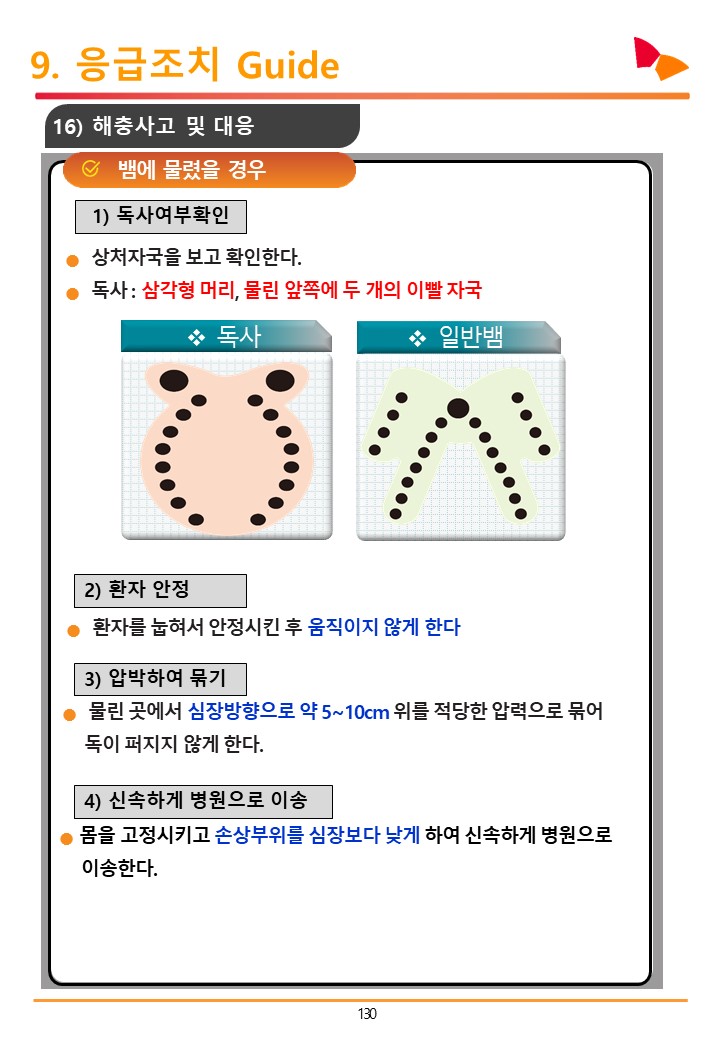 9. 응급조치 Guide
16) 해충사고 및 대응
뱀에 물렸을 경우
1) 독사여부확인
상처자국을 보고 확인한다.
독사 : 삼각형 머리, 물린 앞쪽에 두 개의 이빨 자국
❖ 독사
❖ 일반뱀
2) 환자 안정
환자를 눕혀서 안정시킨 후 움직이지 않게 한다
3) 압박하여 묶기
물린 곳에서 심장방향으로 약 5~10cm 위를 적당한 압력으로 묶어
독이 퍼지지 않게 한다.
4) 신속하게 병원으로 이송
몸을 고정시키고 손상부위를 심장보다 낮게 하여 신속하게 병원으로
이송한다.
130